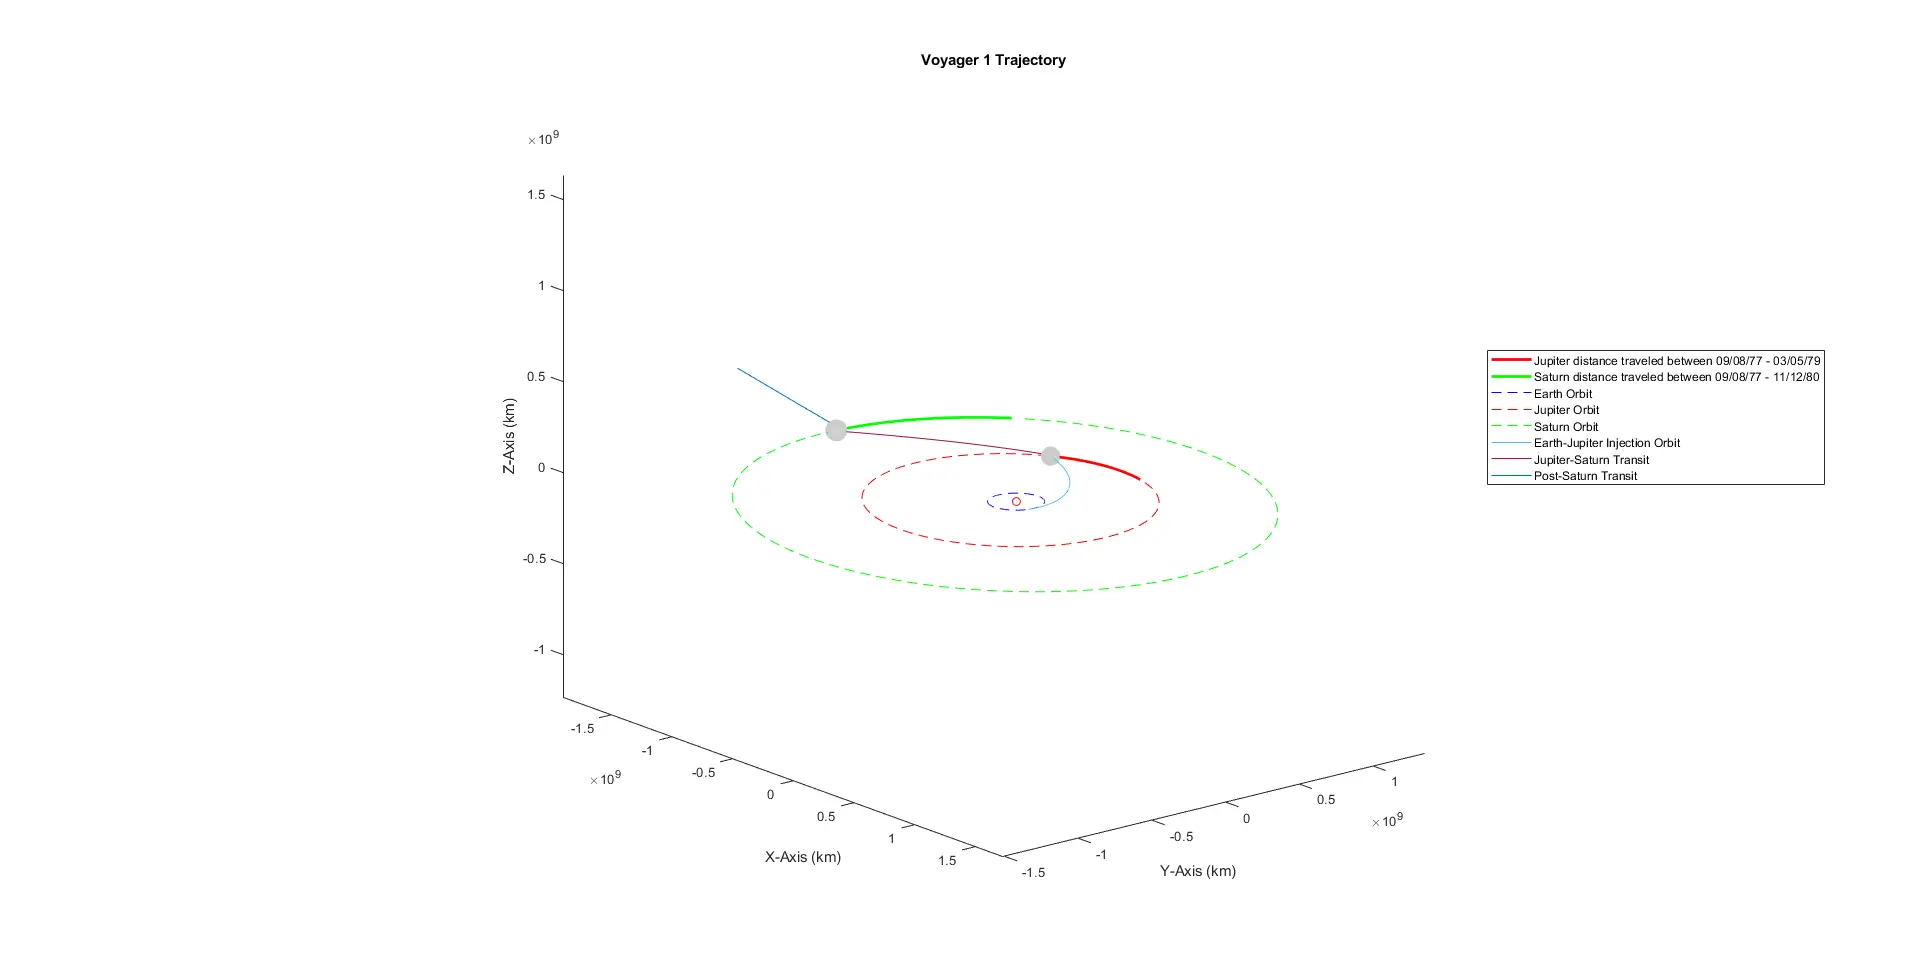 Voyager 1 Trajectory
×10^9
1.5
1
0.5
0
-0.5
-1
Z-Axis (km)
-1.5
-1
-0.5
0
0.5
1
1.5
×10^9
X-Axis (km)
-1.5
-1
-0.5
0
0.5
1
×10^9
Y-Axis (km)
Jupiter distance traveled between 09/08/77 - 03/05/79
Saturn distance traveled between 09/08/77 - 11/12/80
Earth Orbit
Jupiter Orbit
Saturn Orbit
Earth-Jupiter Injection Orbit
Jupiter-Saturn Transit
Post-Saturn Transit